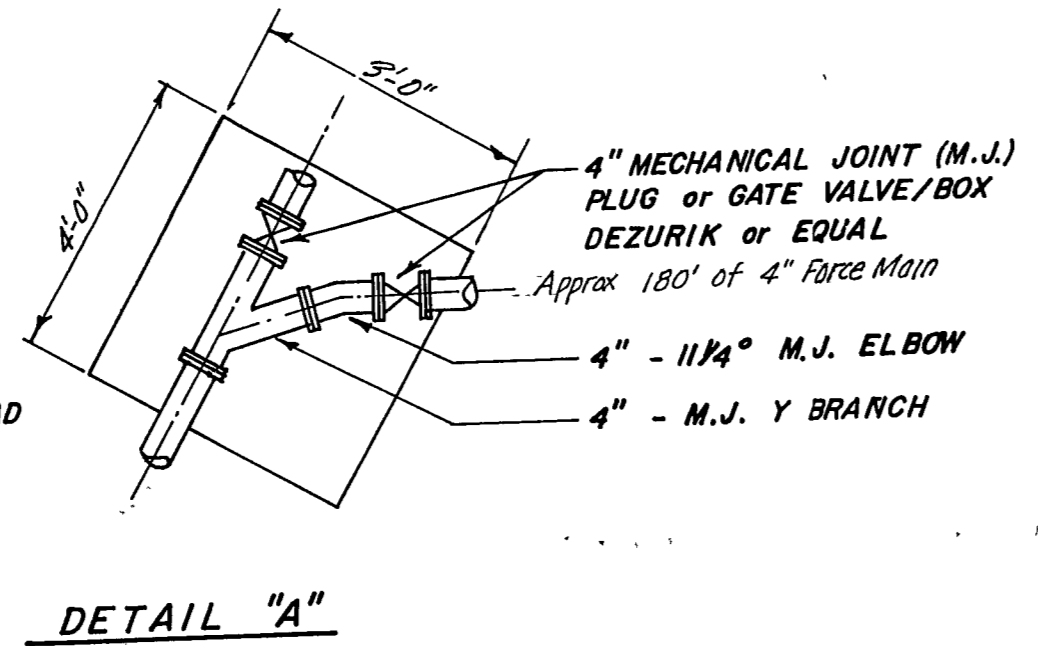 3'-0"
4'-0"
4" MECHANICAL JOINT (M.J.)
PLUG or GATE VALVE/BOX
DEZURIK or EQUAL
Approx 180' of 4" Force Main
4" - 11 1/4° M.J. ELBOW
4" - M.J. Y BRANCH
DETAIL "A"